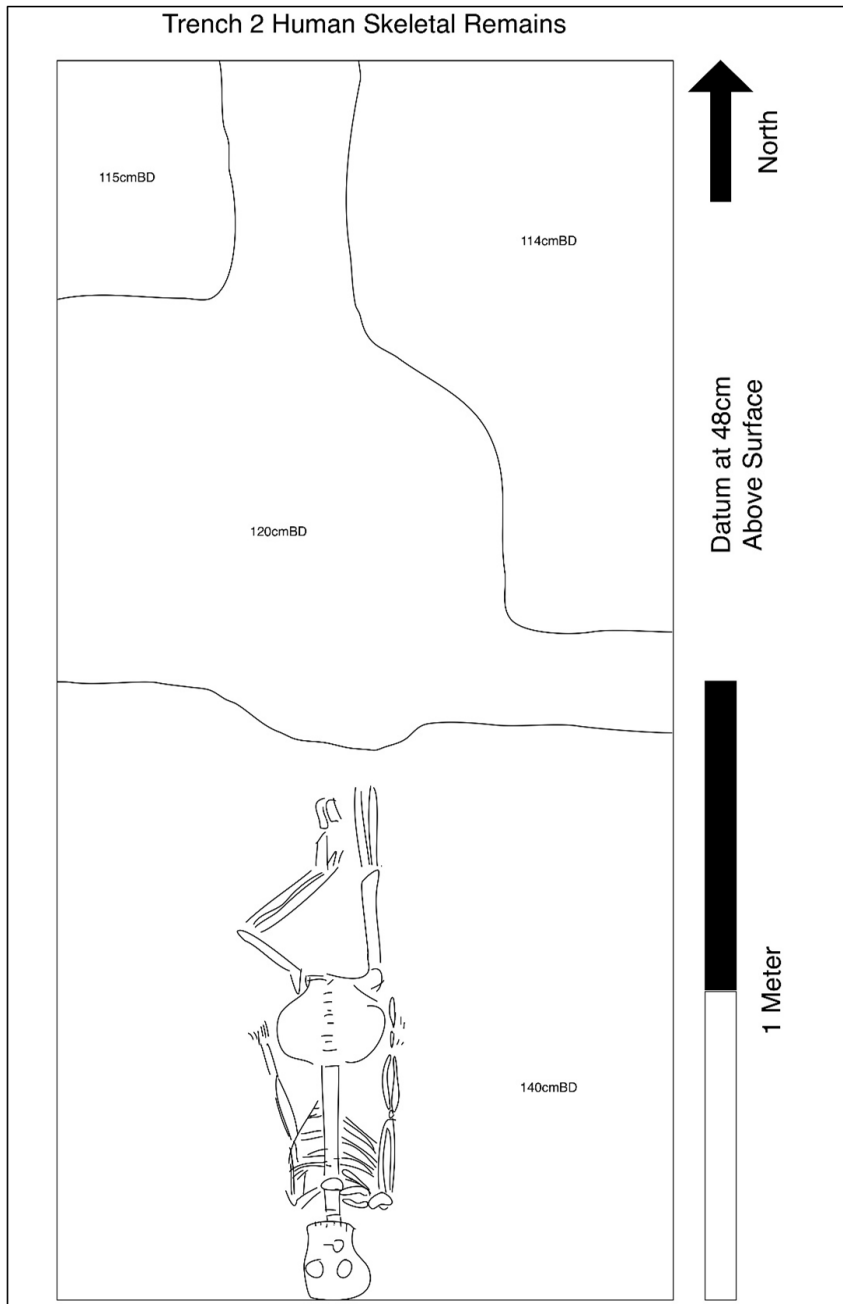 Trench 2 Human Skeletal Remains
115cmBD
North
114cmBD
Datum at 48cm
Above Surface
120cmBD
1 Meter
140cmBD